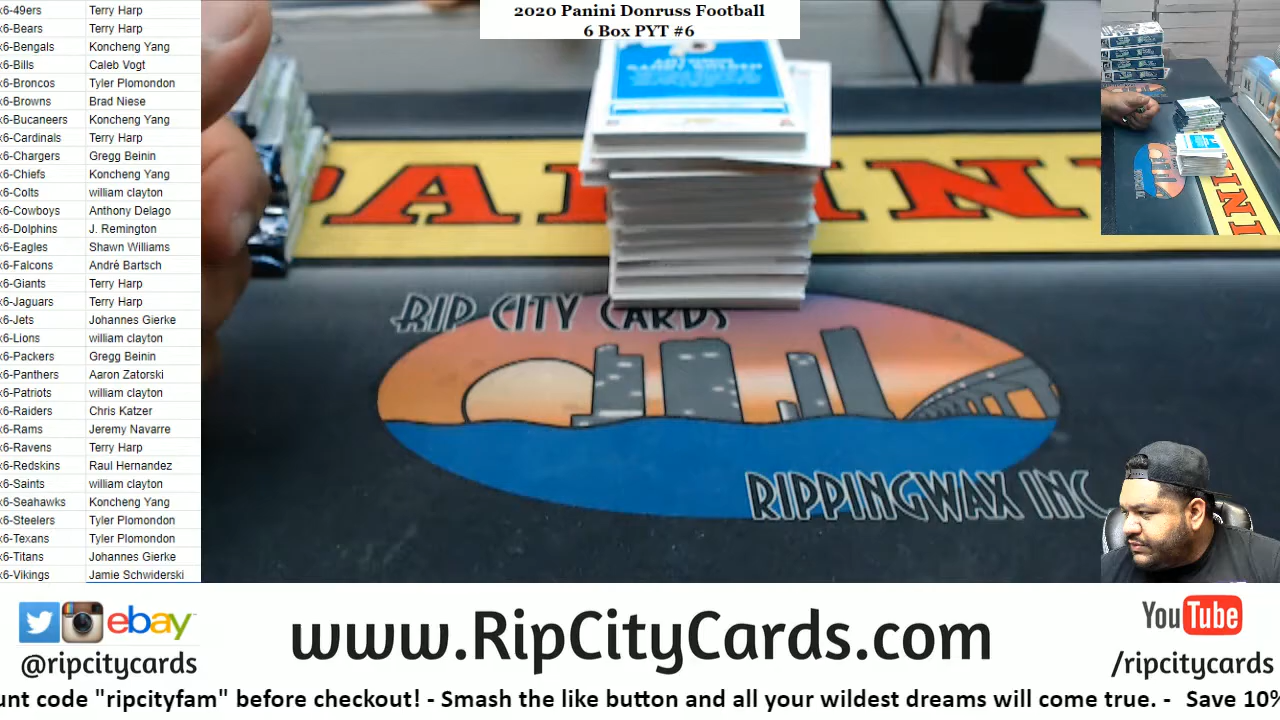 2020 Panini Donruss Football
6 Box PYT #6
x6-49ers Terry Harp
x6-Bears Terry Harp
x6-Bengals Koncheng Yang
x6-Bills Caleb Vogt
x6-Broncos Tyler Plomondon
x6-Browns Brad Niese
x6-Bucaneers Koncheng Yang
x6-Cardinals Terry Harp
x6-Chargers Gregg Beinin
x6-Chiefs Koncheng Yang
x6-Colts william clayton
x6-Cowboys Anthony Delago
x6-Dolphins J. Remington
x6-Eagles Shawn Williams
x6-Falcons André Bartsch
x6-Giants Terry Harp
x6-Jaguars Terry Harp
x6-Jets Johannes Gierke
x6-Lions william clayton
x6-Packers Gregg Beinin
x6-Panthers Aaron Zatorski
x6-Patriots william clayton
x6-Raiders Chris Katzer
x6-Rams Jeremy Navarre
x6-Ravens Terry Harp
x6-Redskins Raul Hernandez
x6-Saints william clayton
x6-Seahawks Koncheng Yang
x6-Steelers Tyler Plomondon
x6-Texans Tyler Plomondon
x6-Titans Johannes Gierke
x6-Vikings Jamie Schwiderski
PANINI
RIP CITY CARDS
RIPPINGWAX INC
ebay
@ripcitycards
www.RipCityCards.com
YouTube
/ripcitycards
unt code "ripcityfam" before checkout! - Smash the like button and all your wildest dreams will come true. - Save 10%